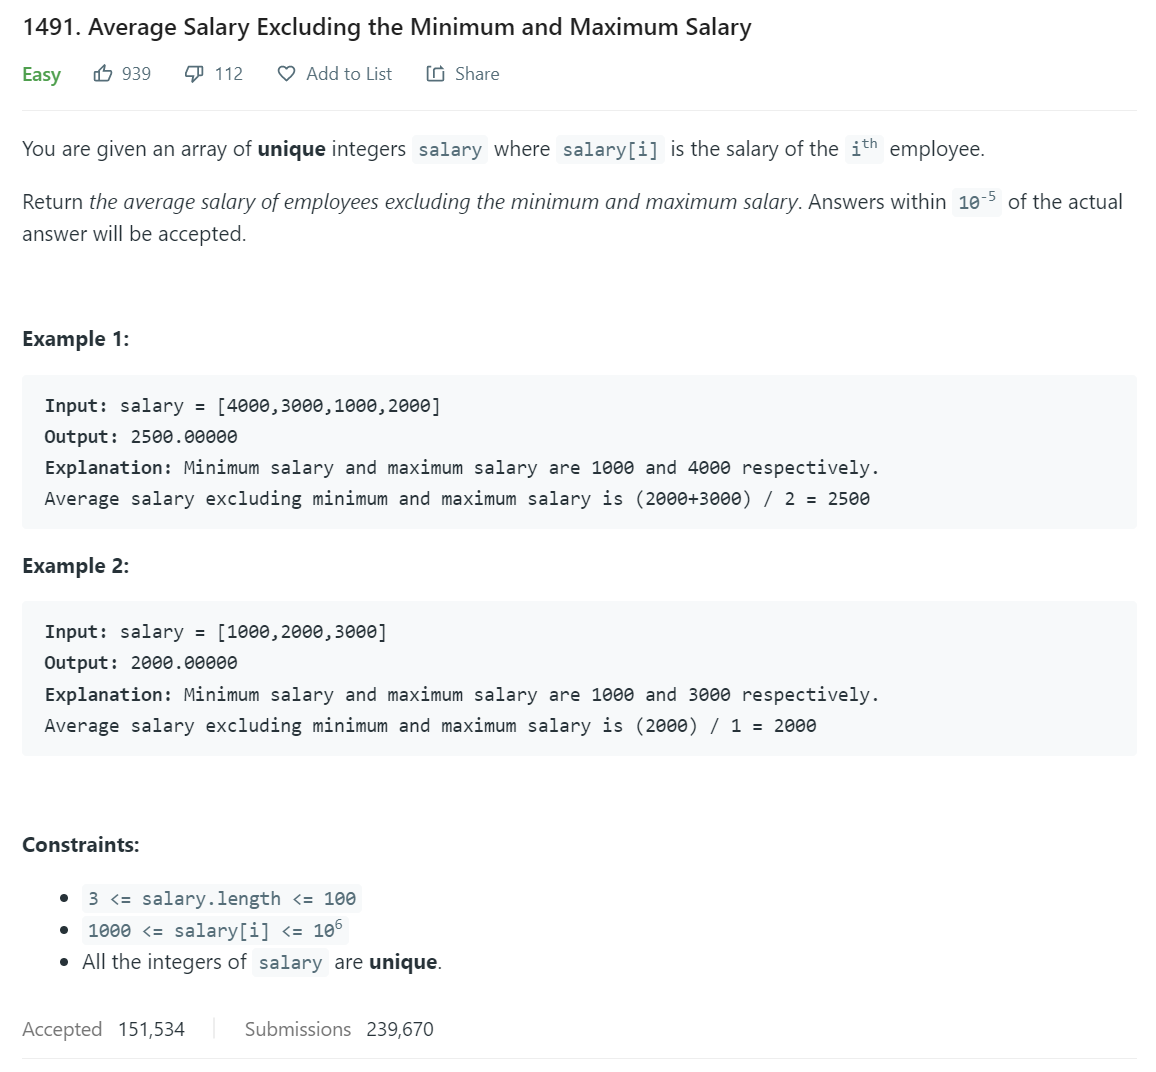 1491. Average Salary Excluding the Minimum and Maximum Salary
Easy 939 112 Add to List Share
You are given an array of unique integers salary where salary[i] is the salary of the ith employee.
Return the average salary of employees excluding the minimum and maximum salary. Answers within 10-5 of the actual
answer will be accepted.
Example 1:
Input: salary = [4000,3000,1000,2000]
Output: 2500.00000
Explanation: Minimum salary and maximum salary are 1000 and 4000 respectively.
Average salary excluding minimum and maximum salary is (2000+3000) / 2 = 2500
Example 2:
Input: salary = [1000,2000,3000]
Output: 2000.00000
Explanation: Minimum salary and maximum salary are 1000 and 3000 respectively.
Average salary excluding minimum and maximum salary is (2000) / 1 = 2000
Constraints:
• 3 <= salary.length <= 100
• 1000 <= salary[i] <= 106
• All the integers of salary are unique.
Accepted 151,534 Submissions 239,670